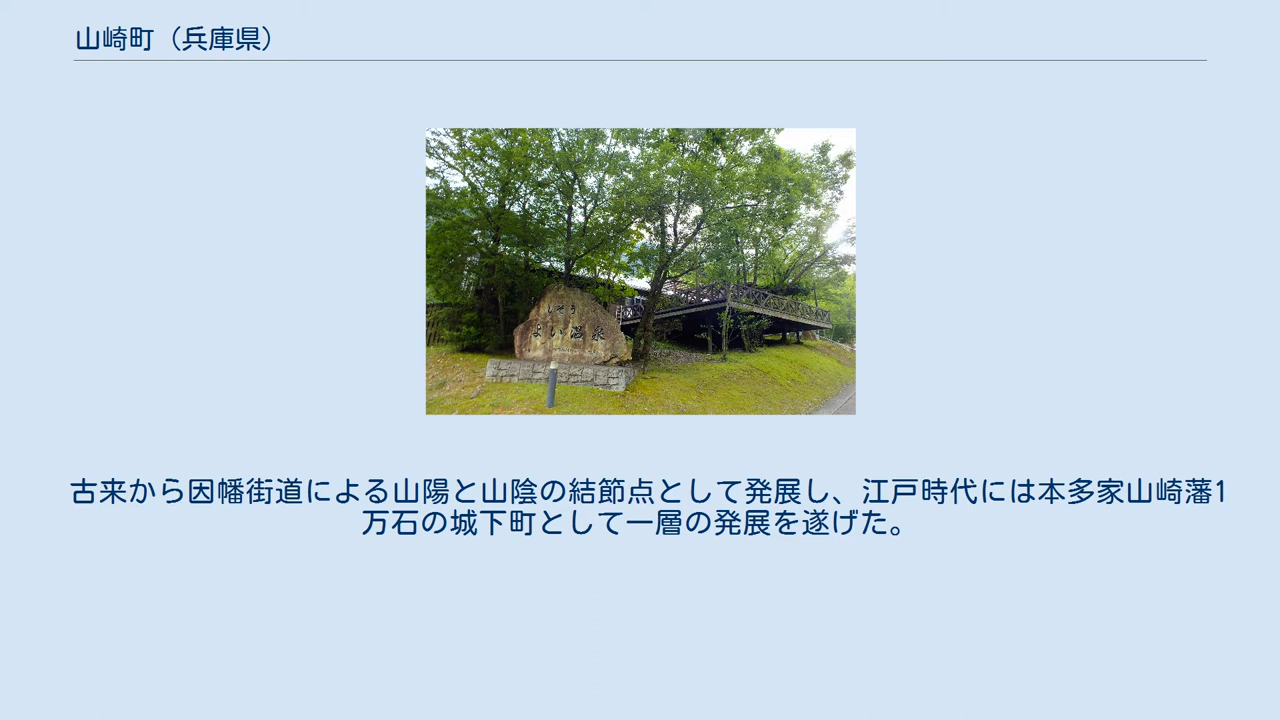 山崎町（兵庫県）
しそう
よい温泉
古来から因幡街道による山陽と山陰の結節点として発展し、江戸時代には本多家山崎藩1
万石の城下町として一層の発展を遂げた。